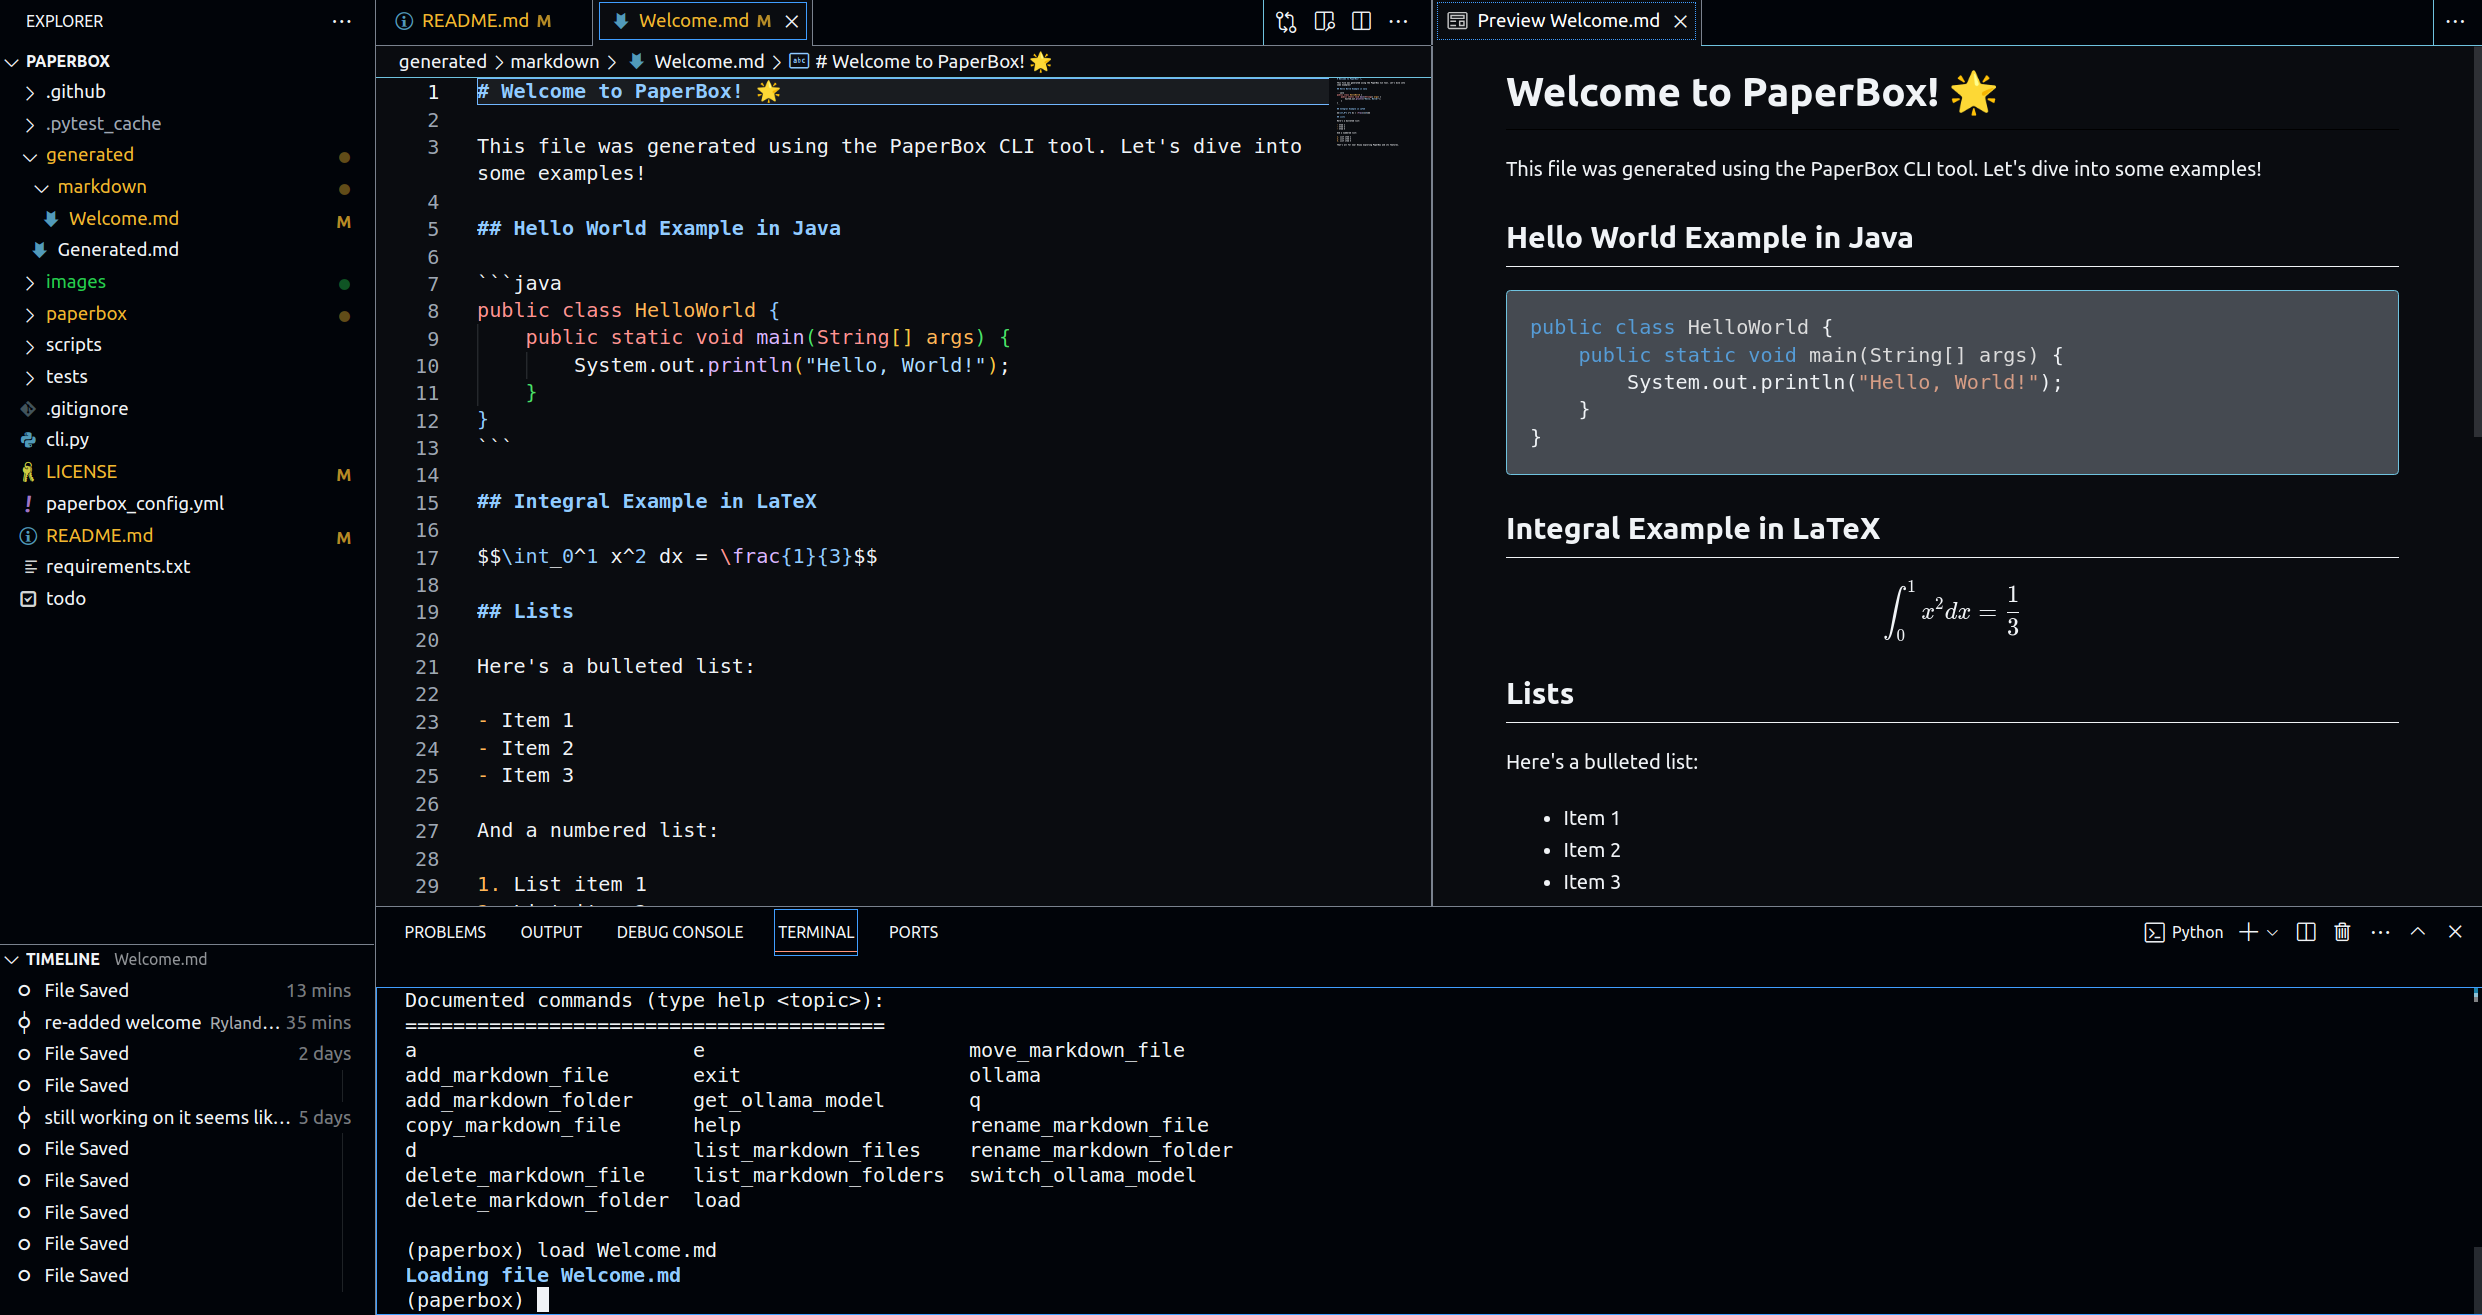 EXPLORER
PAPERBOX
.github
.pytest_cache
generated
markdown
Welcome.md M
Generated.md
images
paperbox
scripts
tests
.gitignore
cli.py
LICENSE M
paperbox_config.yml
README.md M
requirements.txt
todo
TIMELINE Welcome.md
File Saved 13 mins
re-added welcome Ryland... 35 mins
File Saved 2 days
File Saved
still working on it seems lik... 5 days
File Saved
File Saved
File Saved
File Saved
File Saved
README.md M
Welcome.md M
generated > markdown > Welcome.md > # Welcome to PaperBox! 🌟
1 # Welcome to PaperBox! 🌟
2
3 This file was generated using the PaperBox CLI tool. Let's dive into
some examples!
4
5 ## Hello World Example in Java
6
7 ```java
8 public class HelloWorld {
9     public static void main(String[] args) {
10         System.out.println("Hello, World!");
11     }
12 }
13 ```
14
15 ## Integral Example in LaTeX
16
17 $$\int_0^1 x^2 dx = \frac{1}{3}$$
18
19 ## Lists
20
21 Here's a bulleted list:
22
23 - Item 1
24 - Item 2
25 - Item 3
26
27 And a numbered list:
28
29 1. List item 1
Preview Welcome.md
Welcome to PaperBox! 🌟
This file was generated using the PaperBox CLI tool. Let's dive into some examples!
Hello World Example in Java
public class HelloWorld {
    public static void main(String[] args) {
        System.out.println("Hello, World!");
    }
}
Integral Example in LaTeX
∫₀¹ x²dx = 1/3
Lists
Here's a bulleted list:
• Item 1
• Item 2
• Item 3
PROBLEMS OUTPUT DEBUG CONSOLE TERMINAL PORTS
Python
Documented commands (type help <topic>):
========================================
a                       e                       move_markdown_file
add_markdown_file       exit                    ollama
add_markdown_folder     get_ollama_model        q
copy_markdown_file      help                    rename_markdown_file
d                       list_markdown_files     rename_markdown_folder
delete_markdown_file    list_markdown_folders   switch_ollama_model
delete_markdown_folder  load
(paperbox) load Welcome.md
Loading file Welcome.md
(paperbox)